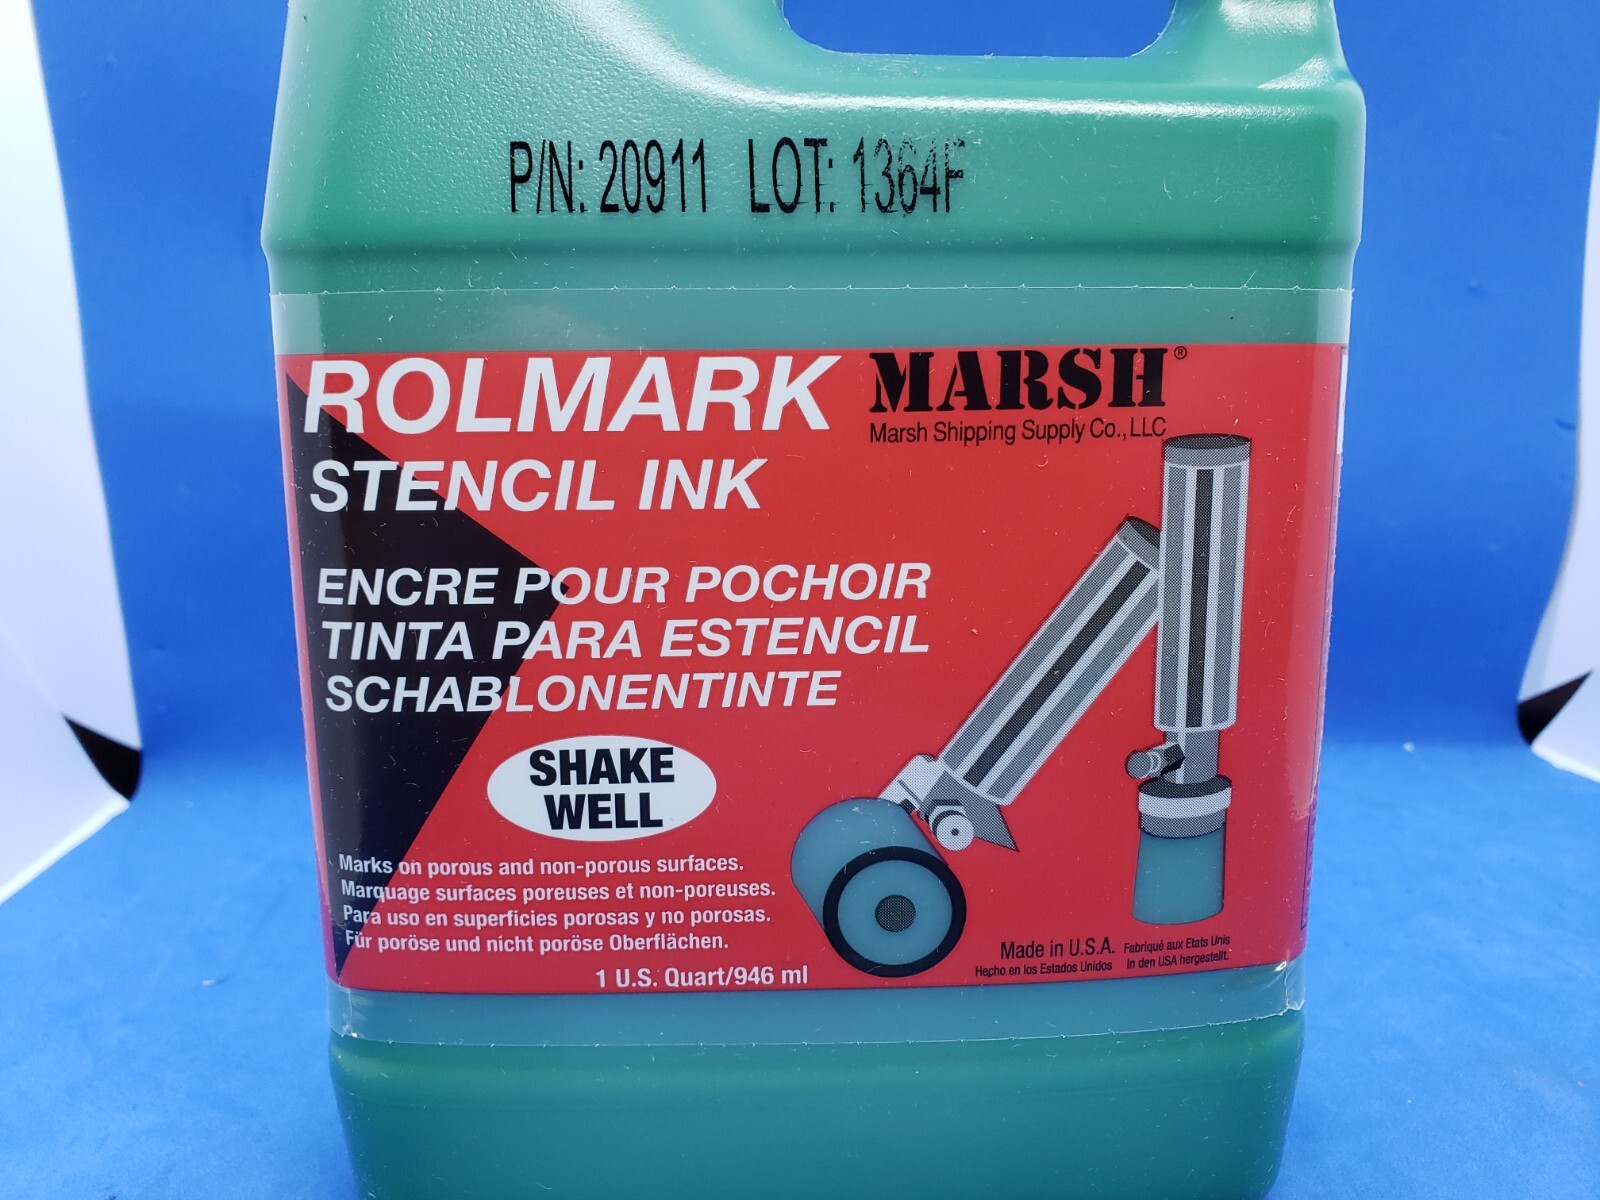 P/N: 20911 LOT: 1364F
ROLMARK
MARSH®
Marsh Shipping Supply Co., LLC
STENCIL INK
ENCRE POUR POCHOIR
TINTA PARA ESTENCIL
SCHABLONENTINTE
SHAKE
WELL
Marks on porous and non-porous surfaces.
Marquage surfaces poreuses et non-poreuses.
Para uso en superficies porosas y no porosas.
Für poröse und nicht poröse Oberflächen.
1 U.S. Quart/946 ml
Made in U.S.A. Fabriqué aux Etats Unis
Hecho en los Estados Unidos In den USA hergestellt.